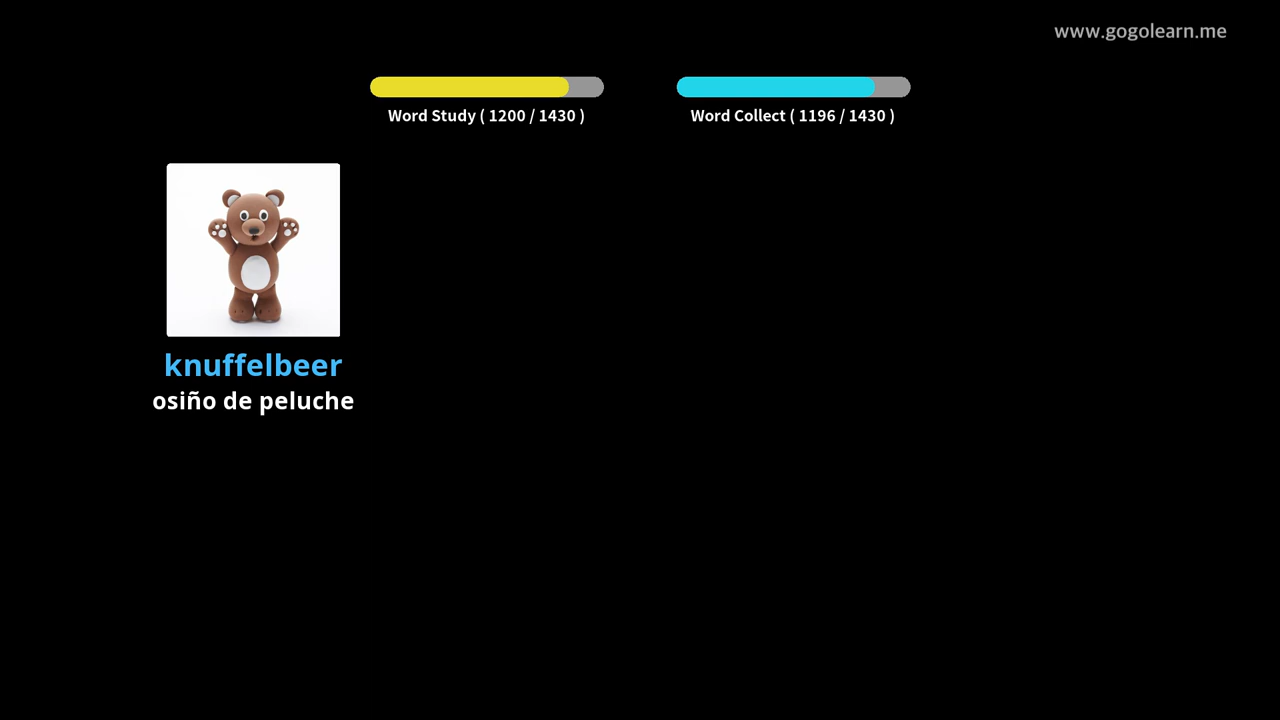 www.gogolearn.me
Word Study ( 1200 / 1430 )
Word Collect ( 1196 / 1430 )
knuffelbeer
osiño de peluche